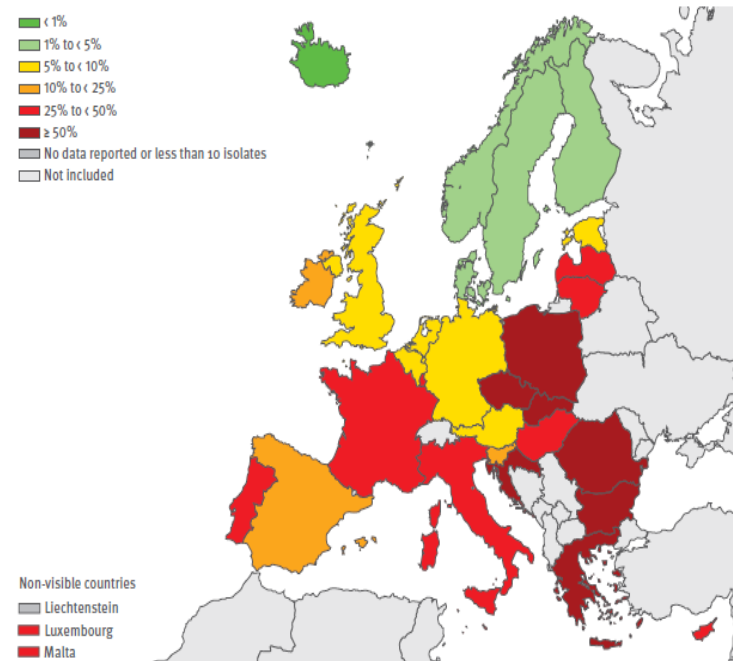 < 1%
1% to < 5%
5% to < 10%
10% to < 25%
25% to < 50%
≥ 50%
No data reported or less than 10 isolates
Not included
Non-visible countries
Liechtenstein
Luxembourg
Malta